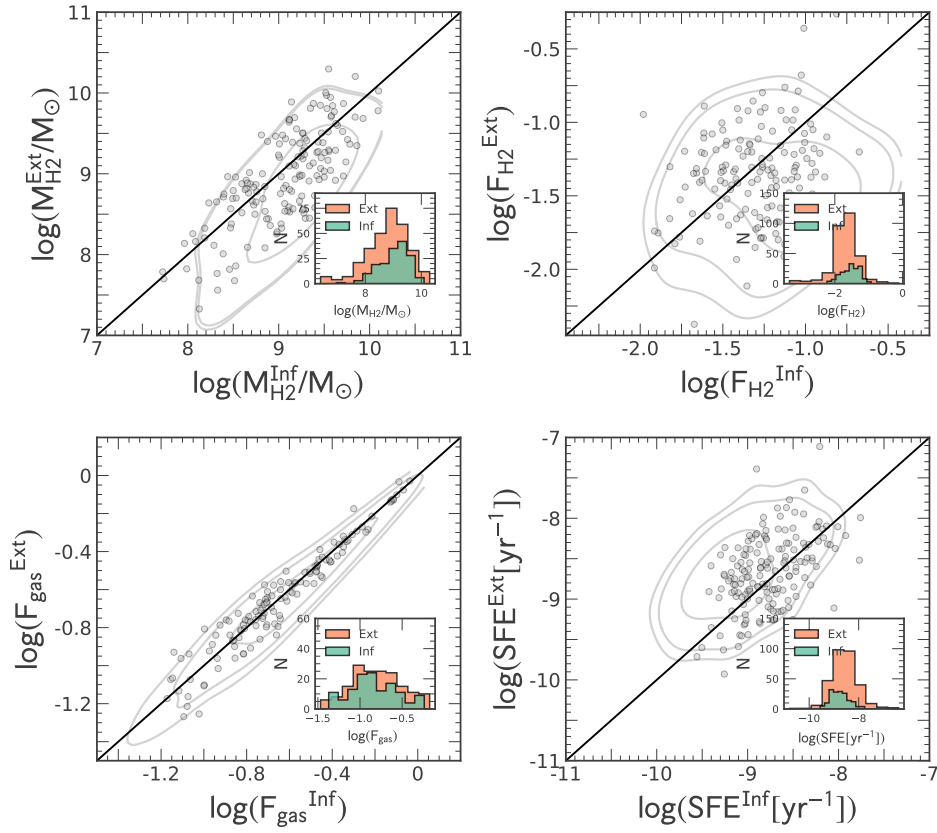 11
10
9
8
7
log(M_H2^Ext/M⊙)
75
50
25
0
N
Ext
Inf
8
10
log(M_H2/M⊙)
7
8
9
10
11
log(M_H2^Inf/M⊙)
-0.5
-1.0
-1.5
-2.0
log(F_H2^Ext)
150
100
50
0
N
Ext
Inf
-2
0
log(F_H2)
-2.0
-1.5
-1.0
-0.5
log(F_H2^Inf)
0
-0.4
-0.8
-1.2
log(F_gas^Ext)
60
40
20
0
N
Ext
Inf
-1.5
-1.0
-0.5
log(F_gas)
-1.2
-0.8
-0.4
0
log(F_gas^Inf)
-7
-8
-9
-10
-11
log(SFE^Ext[yr^−1])
150
100
50
0
N
Ext
Inf
-10
-8
log(SFE[yr^−1])
-11
-10
-9
-8
-7
log(SFE^Inf[yr^−1])